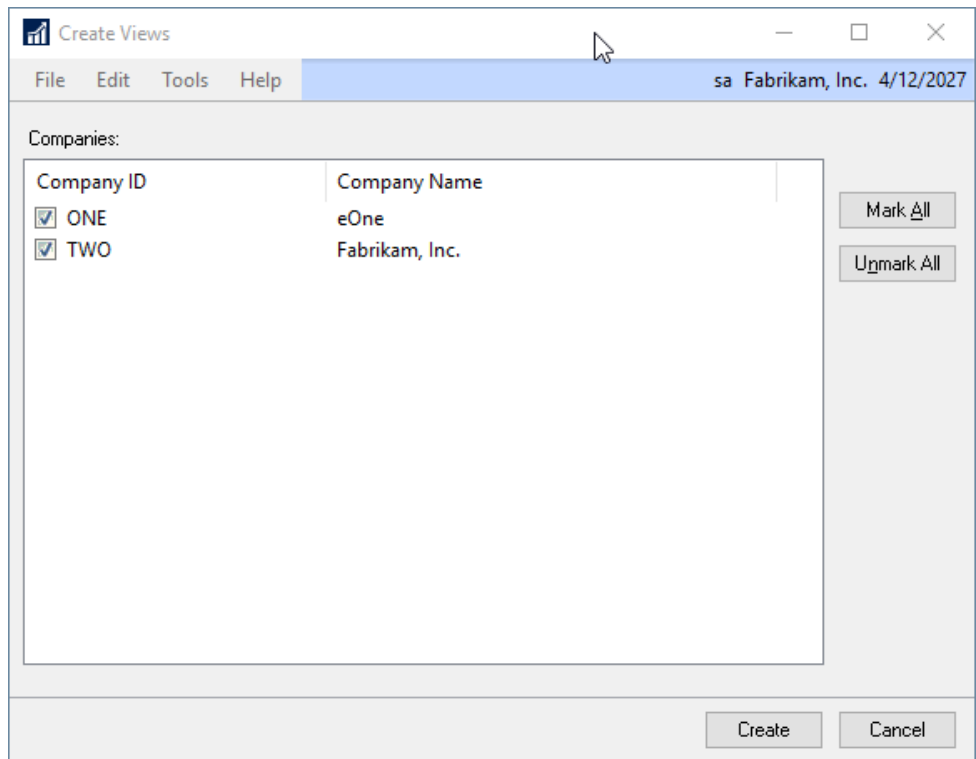 Create Views
File Edit Tools Help sa Fabrikam, Inc. 4/12/2027
Companies:
Company ID Company Name
ONE eOne
TWO Fabrikam, Inc.
Mark All
Unmark All
Create Cancel